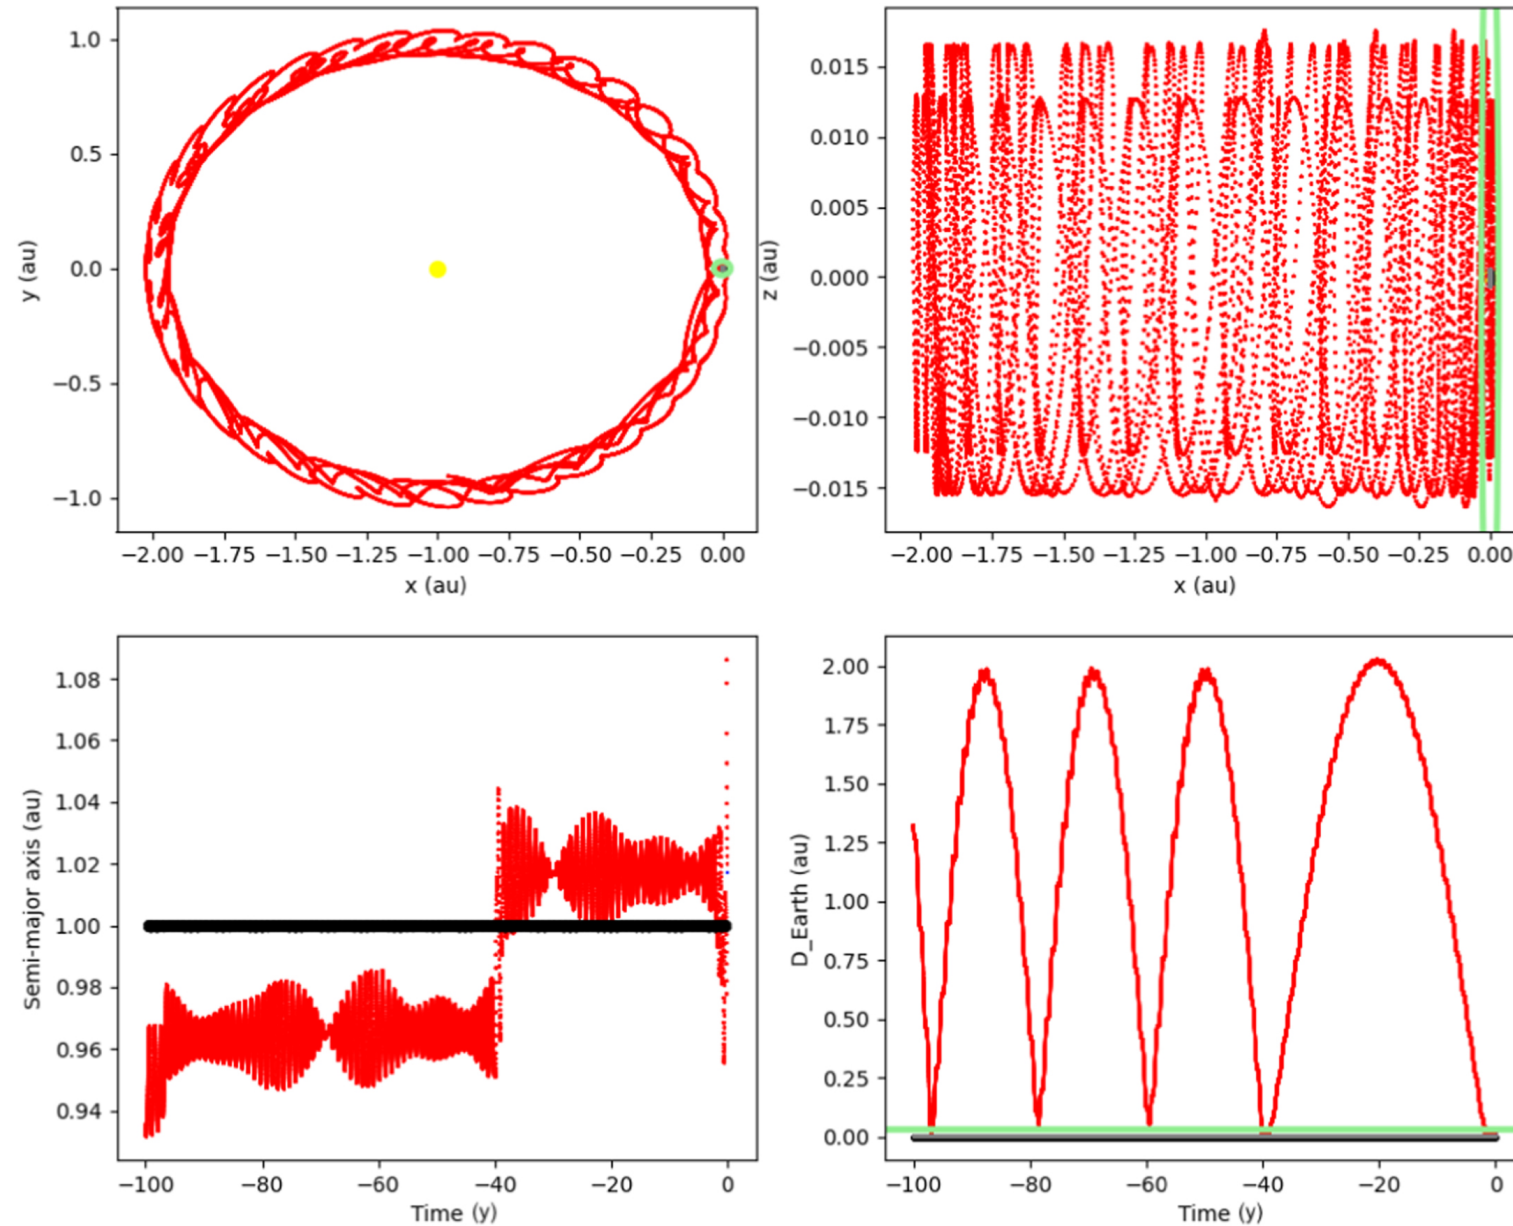 1.0
0.5
0.0
−0.5
−1.0
y (au)
−2.00 −1.75 −1.50 −1.25 −1.00 −0.75 −0.50 −0.25 0.00
x (au)
0.015
0.010
0.005
0.000
−0.005
−0.010
−0.015
z (au)
−2.00 −1.75 −1.50 −1.25 −1.00 −0.75 −0.50 −0.25 0.00
x (au)
1.08
1.06
1.04
1.02
1.00
0.98
0.96
0.94
Semi-major axis (au)
−100 −80 −60 −40 −20 0
Time (y)
2.00
1.75
1.50
1.25
1.00
0.75
0.50
0.25
0.00
D_Earth (au)
−100 −80 −60 −40 −20 0
Time (y)